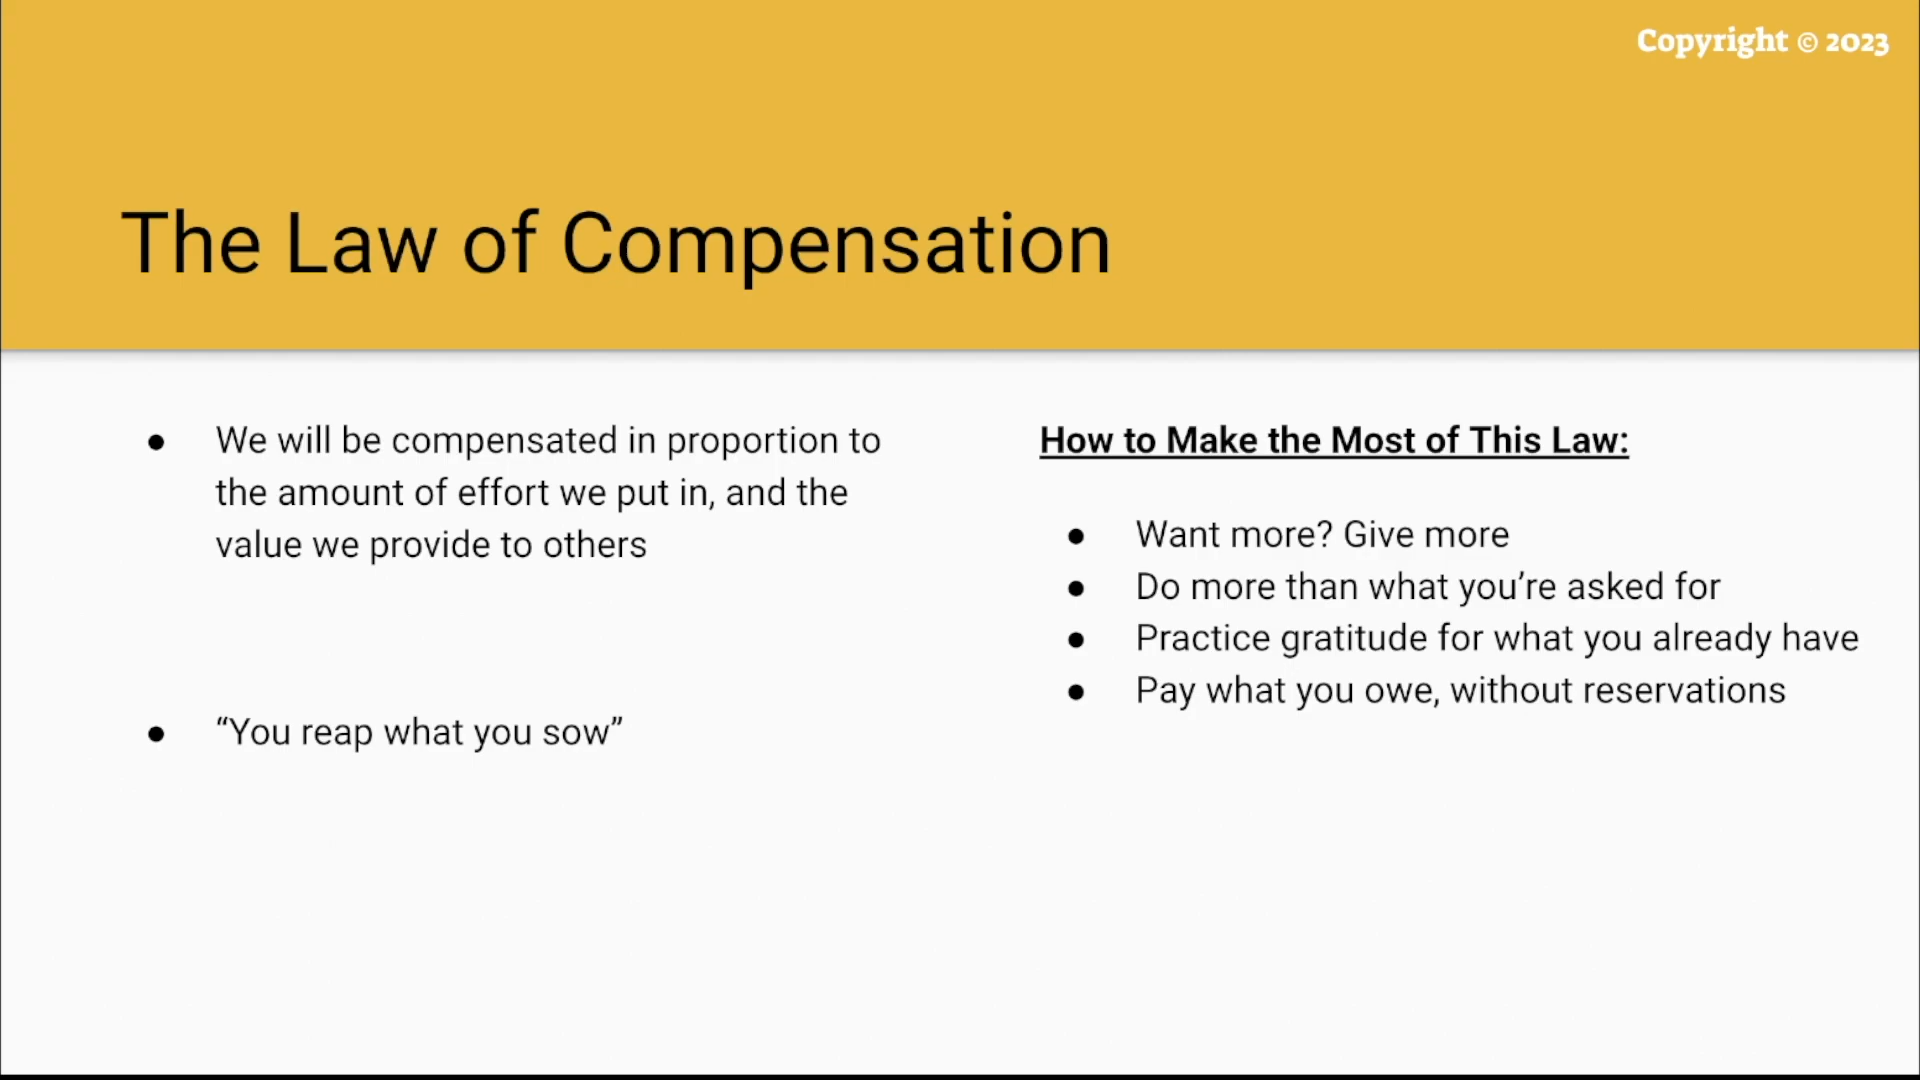 Copyright © 2023
The Law of Compensation
● We will be compensated in proportion to
the amount of effort we put in, and the
value we provide to others
● “You reap what you sow”
How to Make the Most of This Law:
● Want more? Give more
● Do more than what you’re asked for
● Practice gratitude for what you already have
● Pay what you owe, without reservations